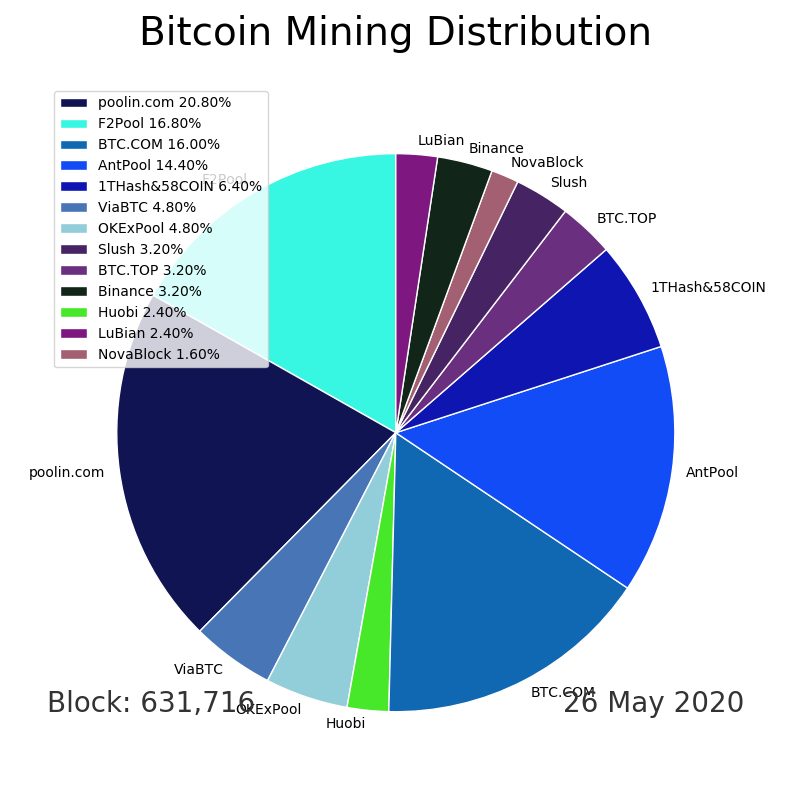 Bitcoin Mining Distribution
poolin.com 20.80%
F2Pool 16.80%
BTC.COM 16.00%
AntPool 14.40%
1THash&58COIN 6.40%
ViaBTC 4.80%
OKExPool 4.80%
Slush 3.20%
BTC.TOP 3.20%
Binance 3.20%
Huobi 2.40%
LuBian 2.40%
NovaBlock 1.60%
F2Pool
LuBian
Binance
NovaBlock
Slush
BTC.TOP
1THash&58COIN
AntPool
BTC.COM
Huobi
OKExPool
ViaBTC
poolin.com
Block: 631,716
26 May 2020